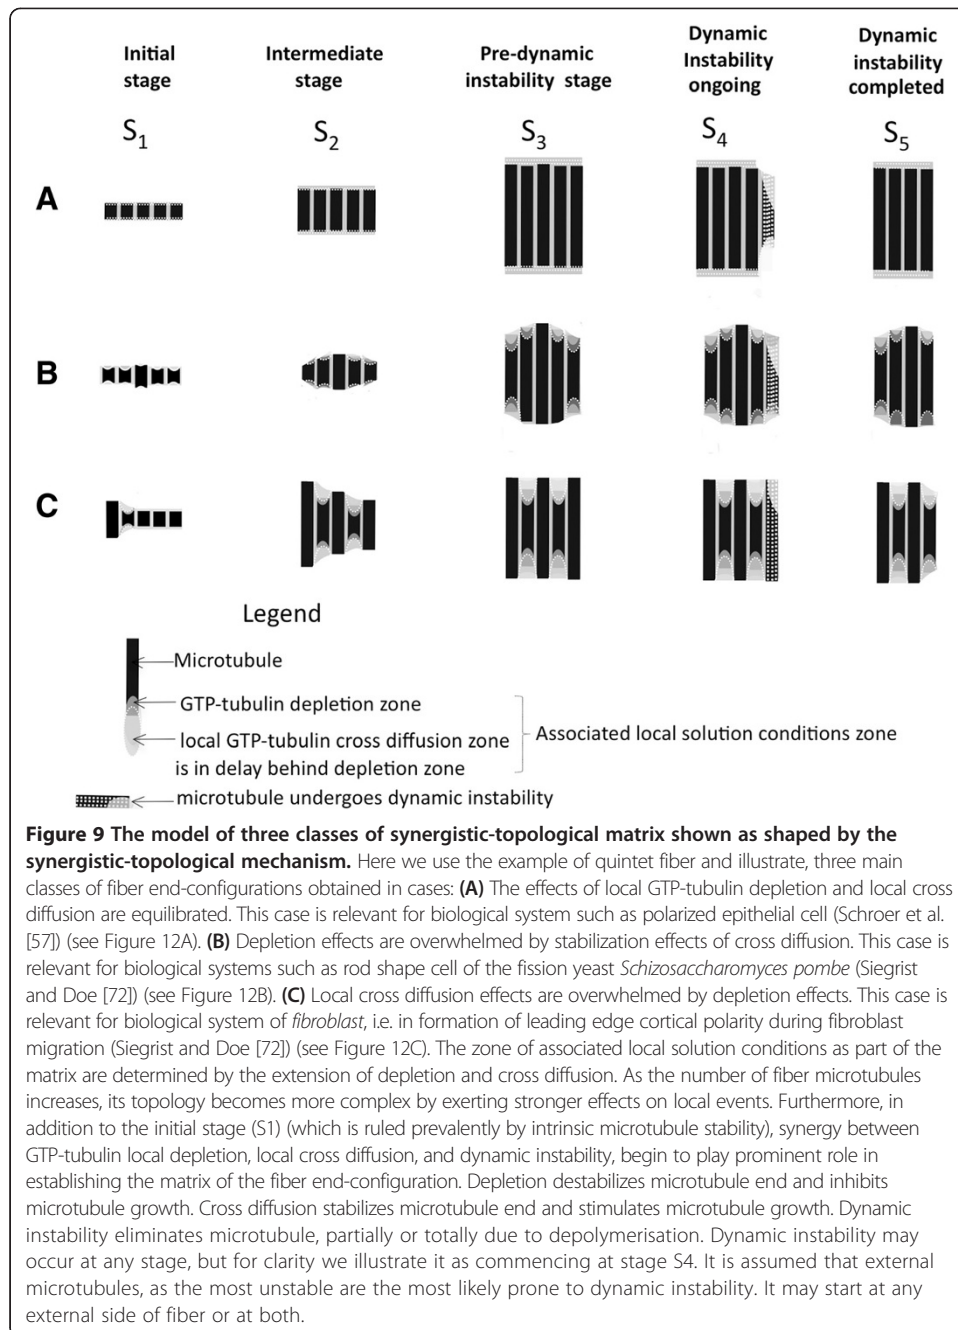 Initial stage
Intermediate stage
Pre-dynamic instability stage
Dynamic Instability ongoing
Dynamic instability completed
S1 S2 S3 S4 S5
A
B
C
Legend
Microtubule
GTP-tubulin depletion zone
local GTP-tubulin cross diffusion zone
is in delay behind depletion zone
Associated local solution conditions zone
microtubule undergoes dynamic instability
Figure 9 The model of three classes of synergistic-topological matrix shown as shaped by the
synergistic-topological mechanism. Here we use the example of quintet fiber and illustrate, three main
classes of fiber end-configurations obtained in cases: (A) The effects of local GTP-tubulin depletion and local cross
diffusion are equilibrated. This case is relevant for biological system such as polarized epithelial cell (Schroer et al.
[57]) (see Figure 12A). (B) Depletion effects are overwhelmed by stabilization effects of cross diffusion. This case is
relevant for biological systems such as rod shape cell of the fission yeast Schizosaccharomyces pombe (Siegrist
and Doe [72]) (see Figure 12B). (C) Local cross diffusion effects are overwhelmed by depletion effects. This case is
relevant for biological system of fibroblast, i.e. in formation of leading edge cortical polarity during fibroblast
migration (Siegrist and Doe [72]) (see Figure 12C). The zone of associated local solution conditions as part of the
matrix are determined by the extension of depletion and cross diffusion. As the number of fiber microtubules
increases, its topology becomes more complex by exerting stronger effects on local events. Furthermore, in
addition to the initial stage (S1) (which is ruled prevalently by intrinsic microtubule stability), synergy between
GTP-tubulin local depletion, local cross diffusion, and dynamic instability, begin to play prominent role in
establishing the matrix of the fiber end-configuration. Depletion destabilizes microtubule end and inhibits
microtubule growth. Cross diffusion stabilizes microtubule end and stimulates microtubule growth. Dynamic
instability eliminates microtubule, partially or totally due to depolymerisation. Dynamic instability may
occur at any stage, but for clarity we illustrate it as commencing at stage S4. It is assumed that external
microtubules, as the most unstable are the most likely prone to dynamic instability. It may start at any
external side of fiber or at both.